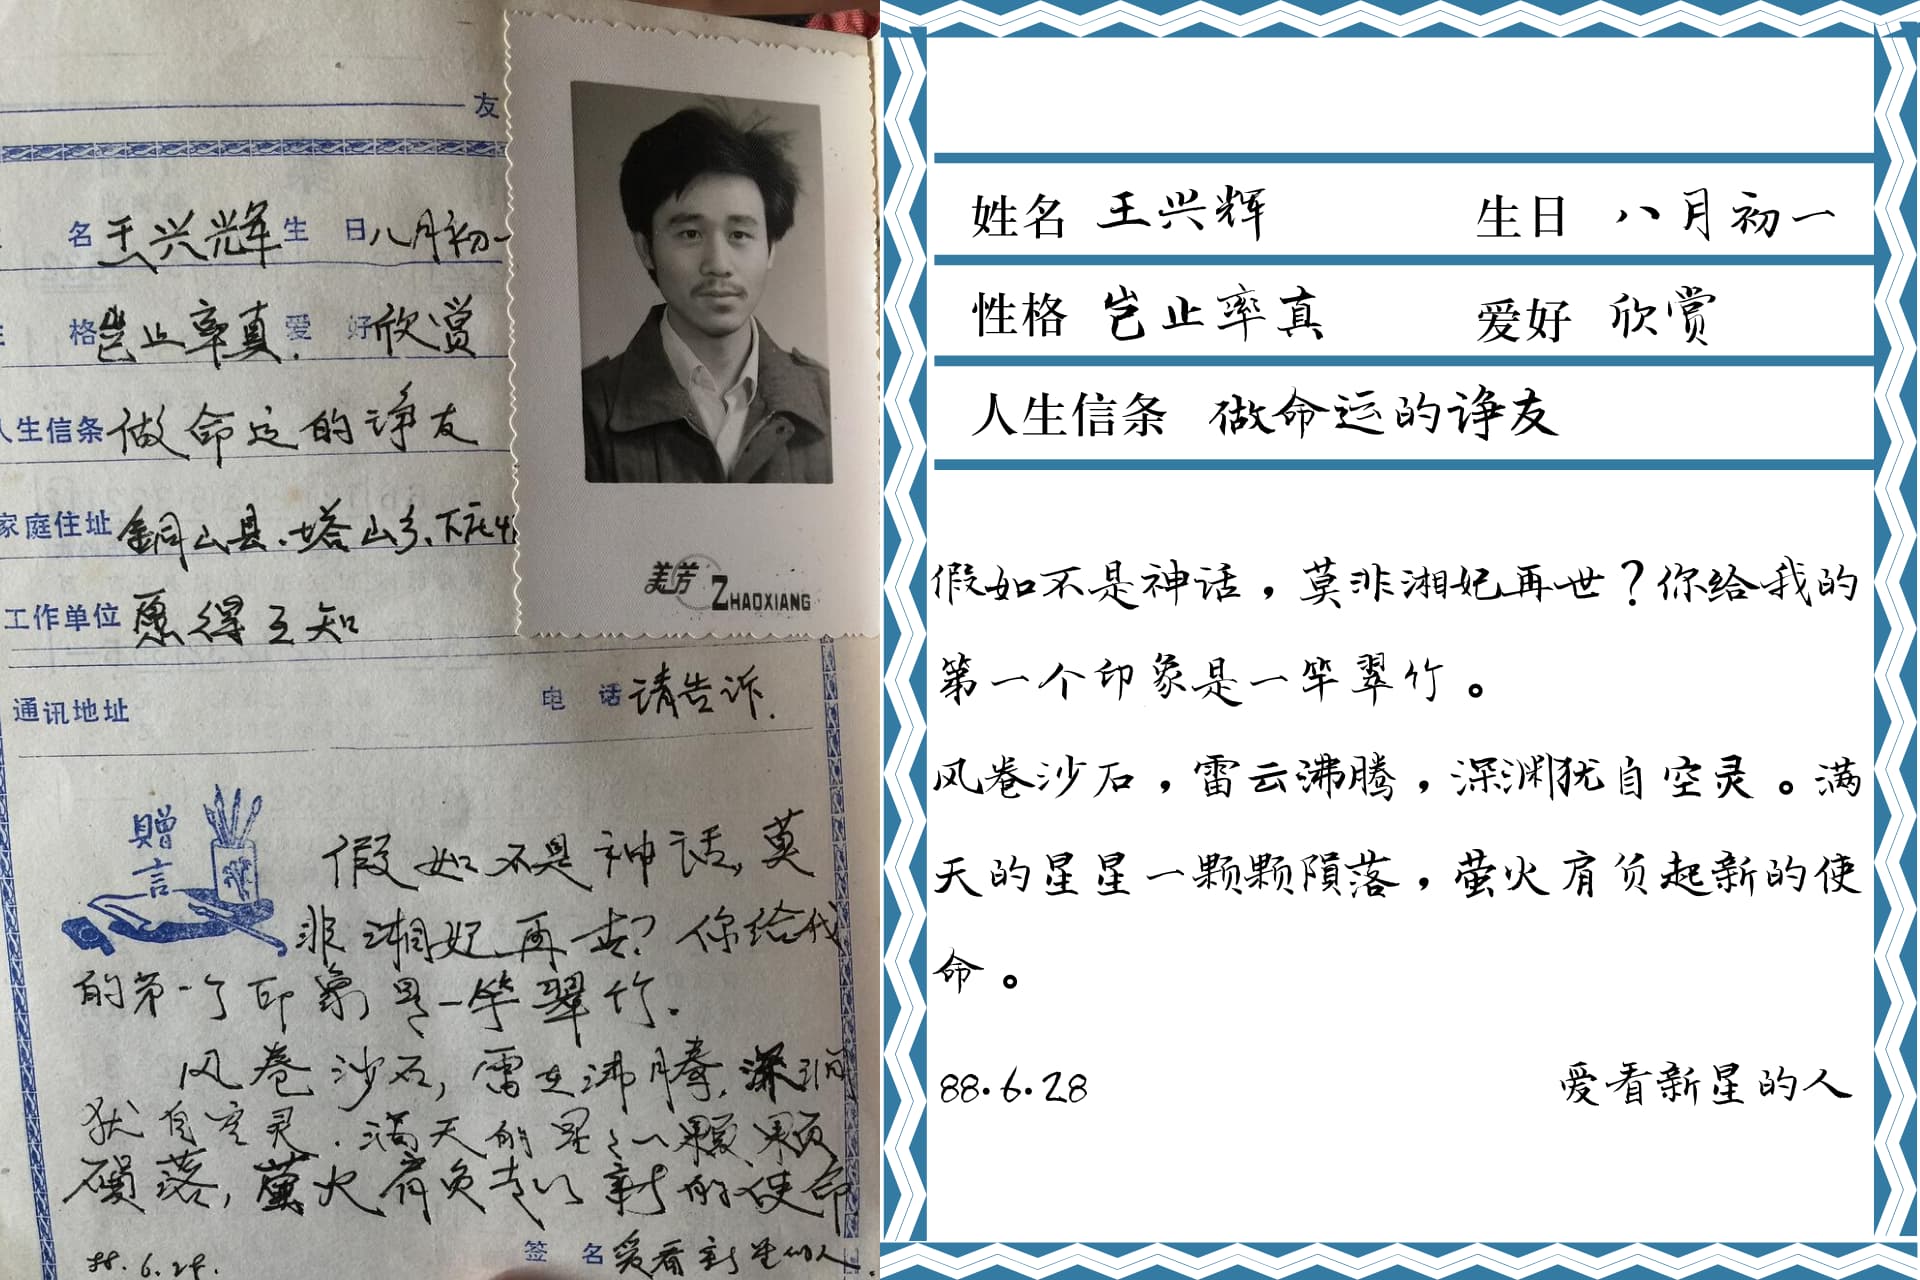 友
名 王兴辉 生 日 八月初一
格 岂止率真. 爱 好 欣赏
人生信条 做命运的诤友
家庭住址 銅山县.塔山乡.下庄
工作单位 愿得互知
通讯地址 电 话 请告诉.
美芳 ZHAOXIANG
贈言
假如不是神话,莫
非湘妃再世?你给我
的第一个印象是一竿翠竹.
风卷沙石,雷云沸腾.深渊
犹自空灵.满天的星々一颗颗
碩落,萤火肩负起新的使命
签 名 爱看新星的人.
88.6.28.
姓名 王兴辉 生日 八月初一
性格 岂止率真 爱好 欣赏
人生信条 做命运的诤友
假如不是神话，莫非湘妃再世？你给我的
第一个印象是一竿翠竹。
风卷沙石，雷云沸腾，深渊犹自空灵。满
天的星星一颗颗陨落，萤火肩负起新的使
命。
88·6·28 爱看新星的人